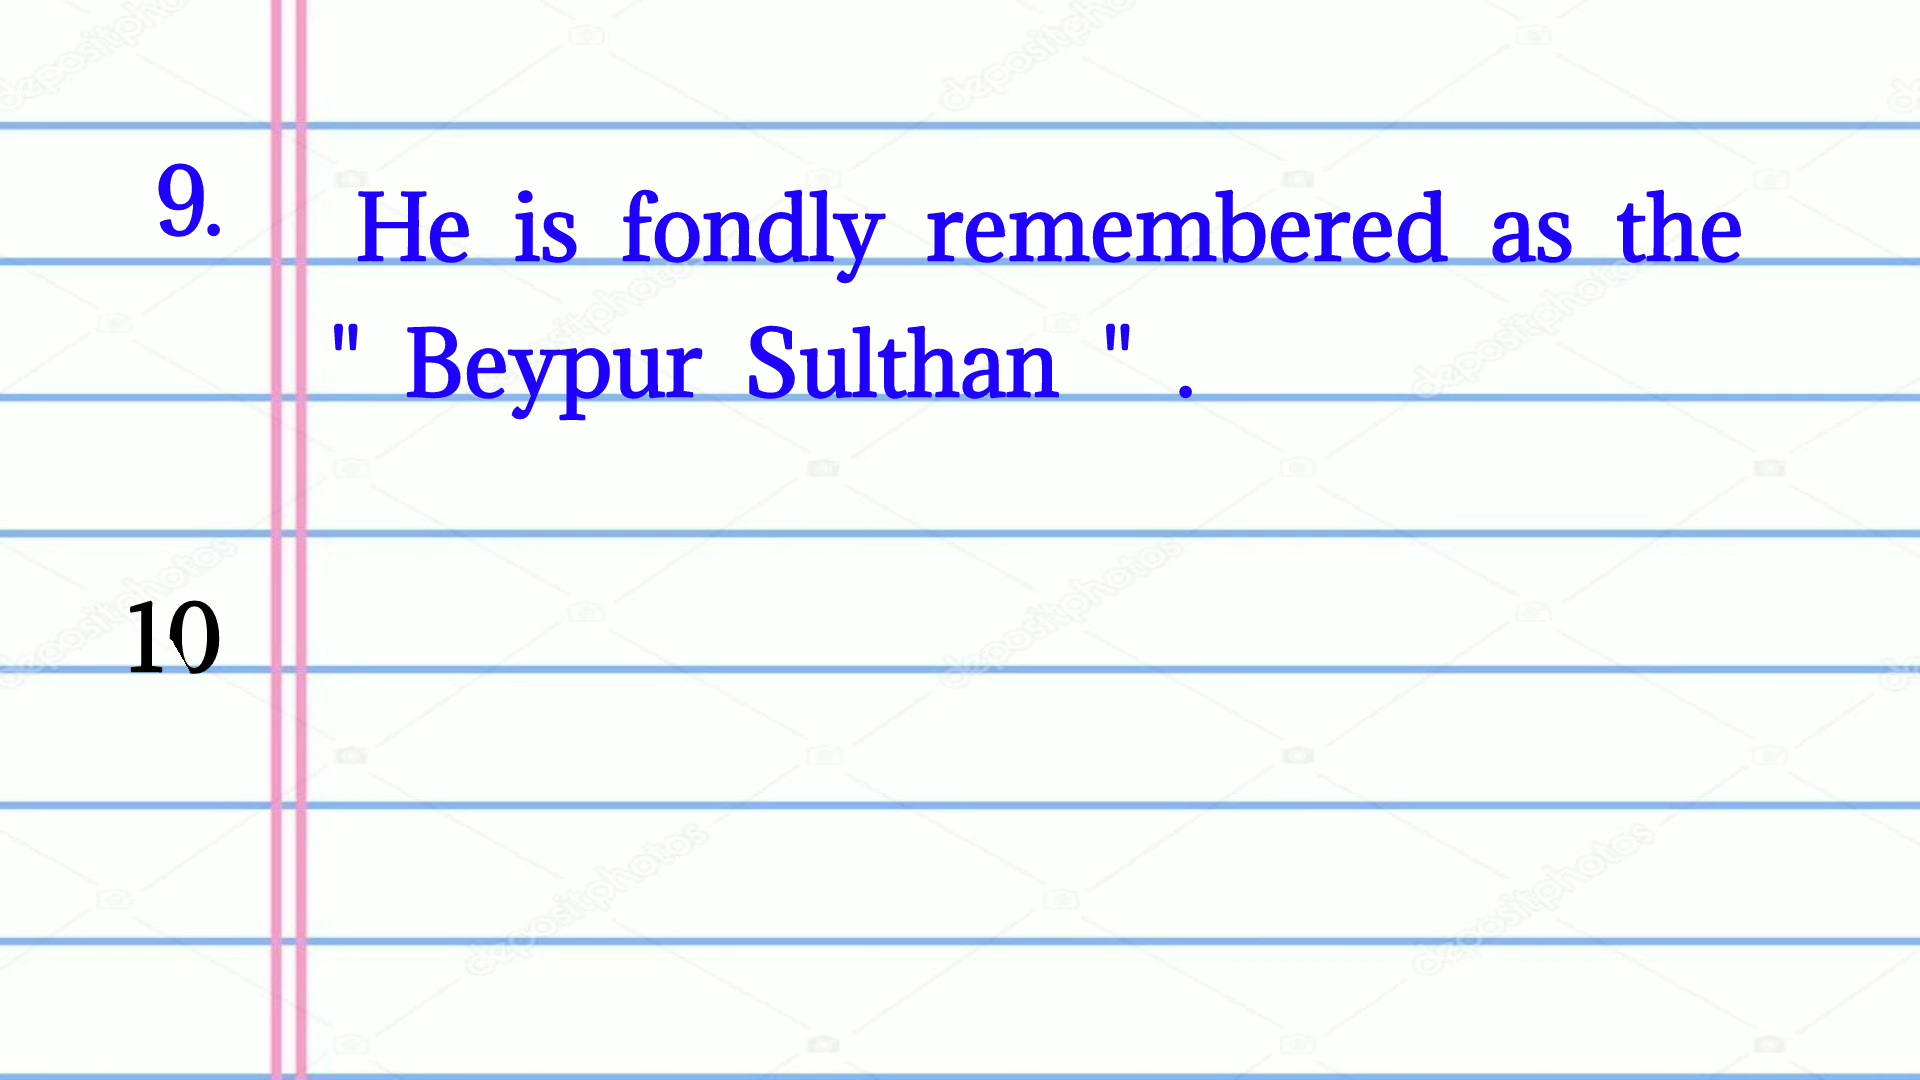 9. He is fondly remembered as the
" Beypur Sulthan " .
10